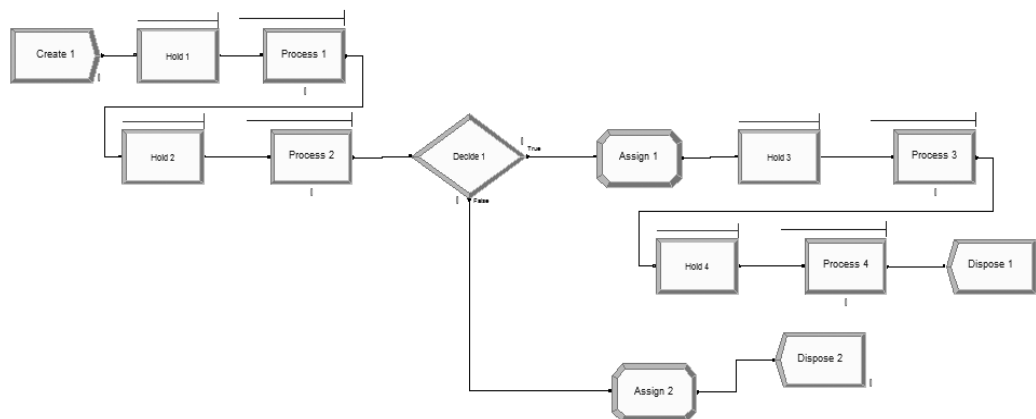 Create 1
Hold 1
Process 1
Hold 2
Process 2
Decide 1
True
False
Assign 1
Hold 3
Process 3
Hold 4
Process 4
Dispose 1
Assign 2
Dispose 2